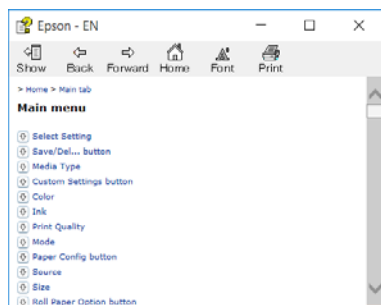 Epson - EN
Show Back Forward Home Font Print
> Home > Main tab
Main menu
Select Setting
Save/Del... button
Media Type
Custom Settings button
Color
Ink
Print Quality
Mode
Paper Config button
Source
Size
Roll Paper Option button